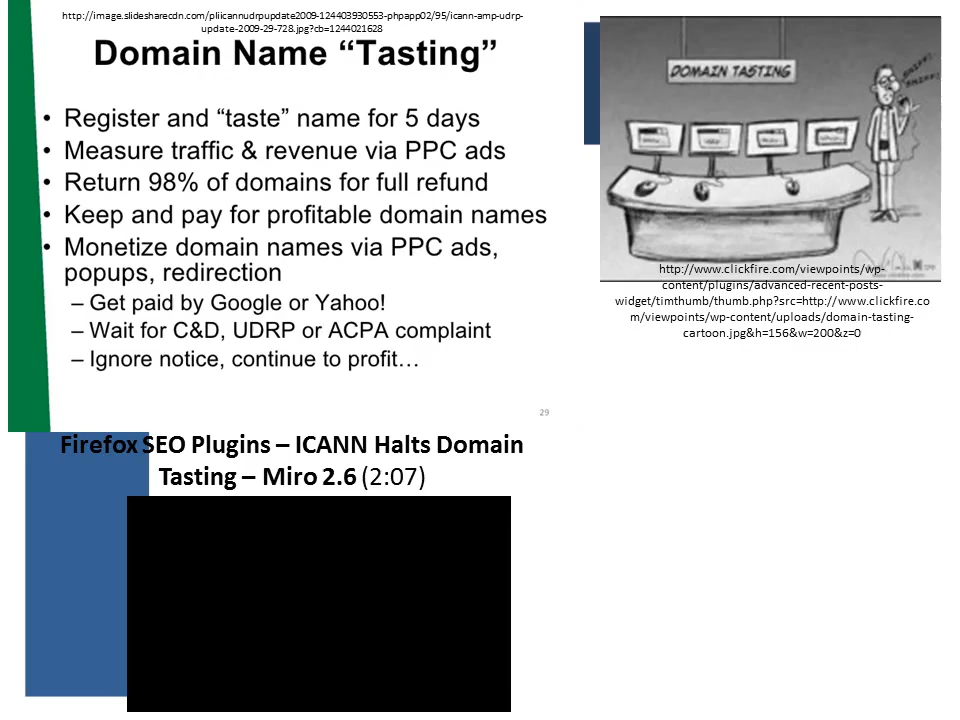 http://image.slidesharecdn.com/pliicannudrpupdate2009-124403930553-phpapp02/95/icann-amp-udrp-
update-2009-29-728.jpg?cb=1244021628
Domain Name “Tasting”
• Register and “taste” name for 5 days
• Measure traffic & revenue via PPC ads
• Return 98% of domains for full refund
• Keep and pay for profitable domain names
• Monetize domain names via PPC ads,
popups, redirection
– Get paid by Google or Yahoo!
– Wait for C&D, UDRP or ACPA complaint
– Ignore notice, continue to profit…
29
DOMAIN TASTING
SNIFF!
SNIFF!
http://www.clickfire.com/viewpoints/wp-
content/plugins/advanced-recent-posts-
widget/timthumb/thumb.php?src=http://www.clickfire.co
m/viewpoints/wp-content/uploads/domain-tasting-
cartoon.jpg&h=156&w=200&z=0
Firefox SEO Plugins – ICANN Halts Domain
Tasting – Miro 2.6 (2:07)